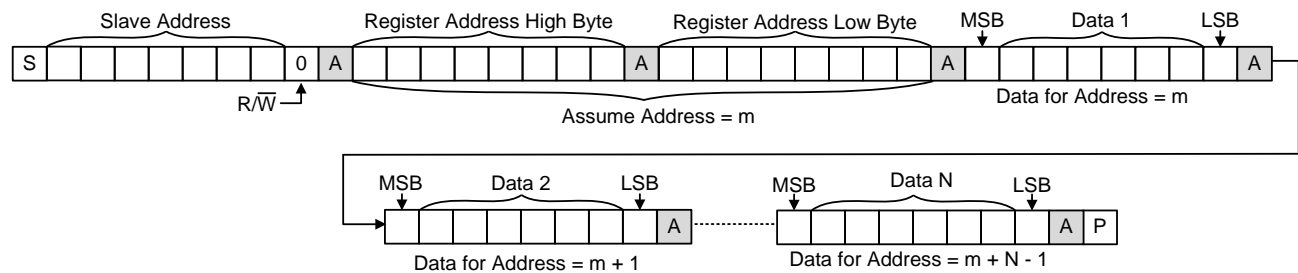 Slave Address
Register Address High Byte
Register Address Low Byte
MSB
Data 1
LSB
S
0
A
A
A
A
R/W̅
Assume Address = m
Data for Address = m
MSB
Data 2
LSB
MSB
Data N
LSB
A
A
P
Data for Address = m + 1
Data for Address = m + N - 1